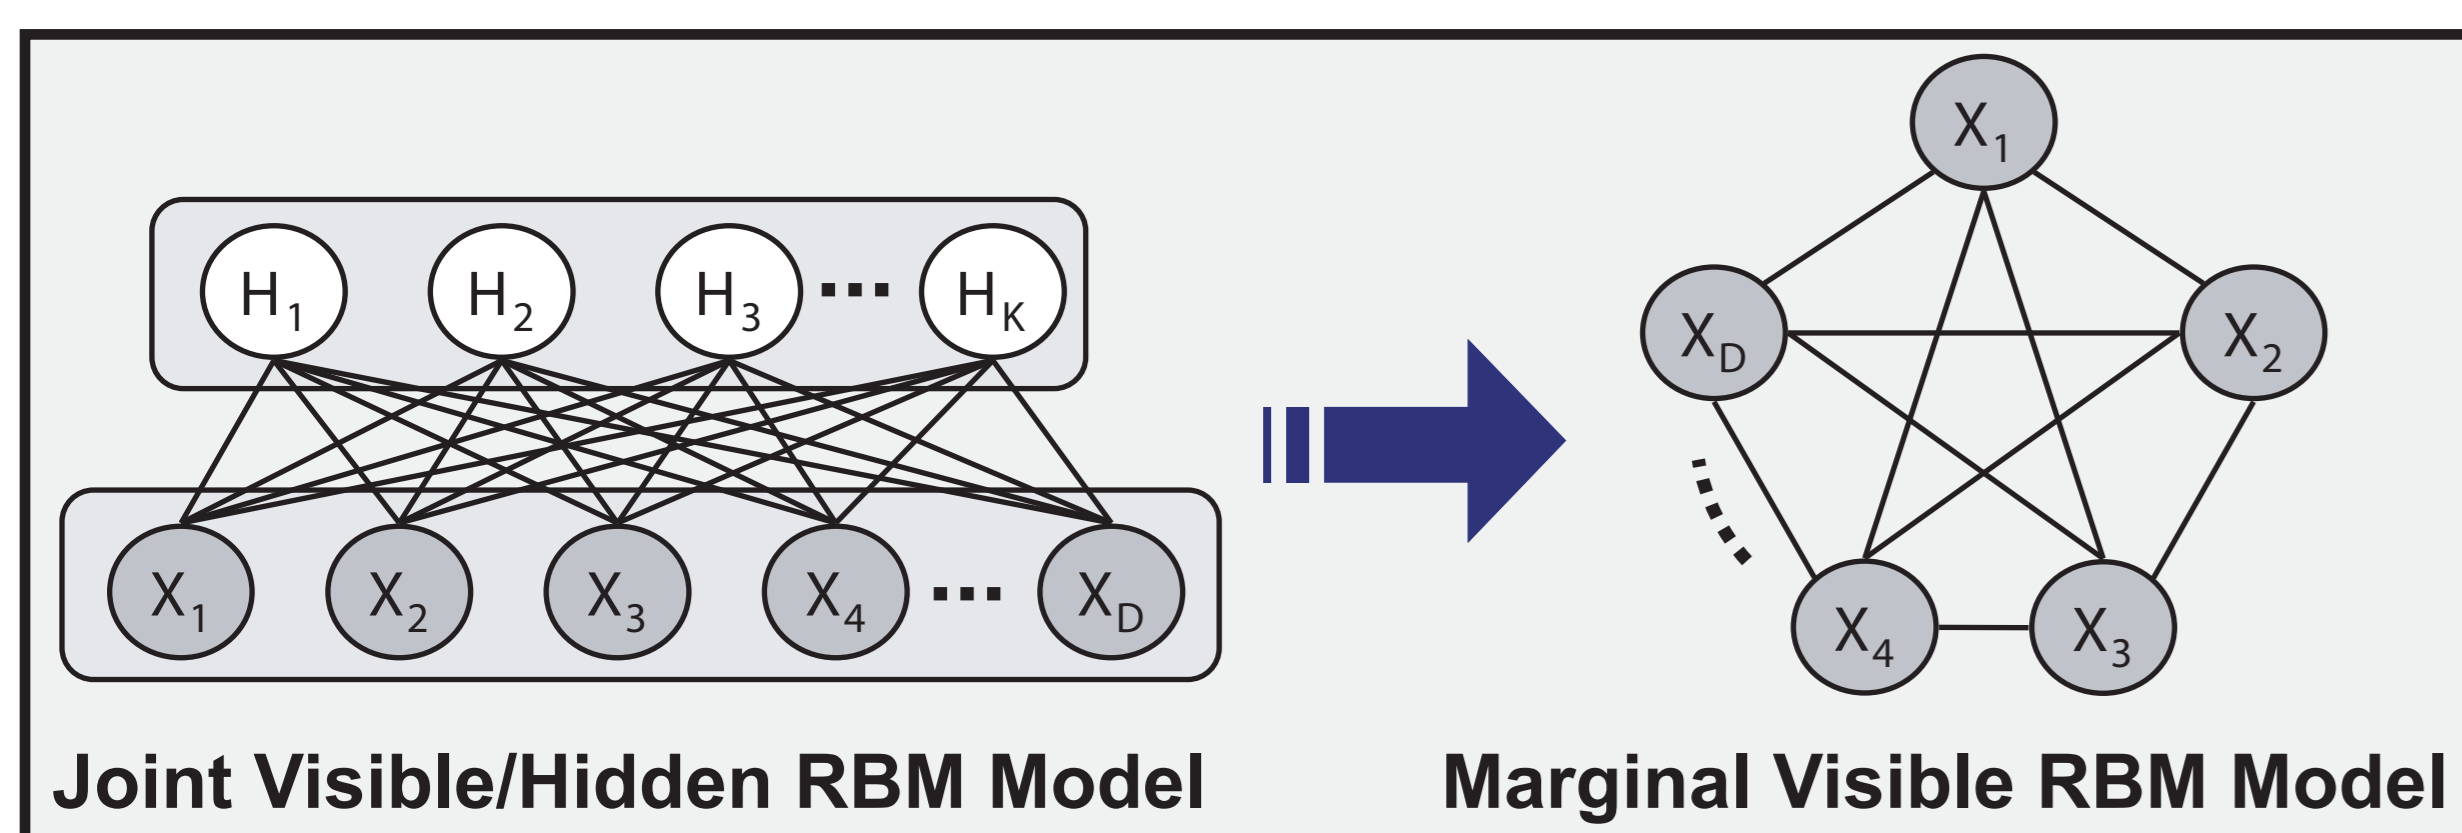 H1 H2 H3 ... HK
X1 X2 X3 X4 ... XD
Joint Visible/Hidden RBM Model
X1
XD X2
X4 X3
Marginal Visible RBM Model